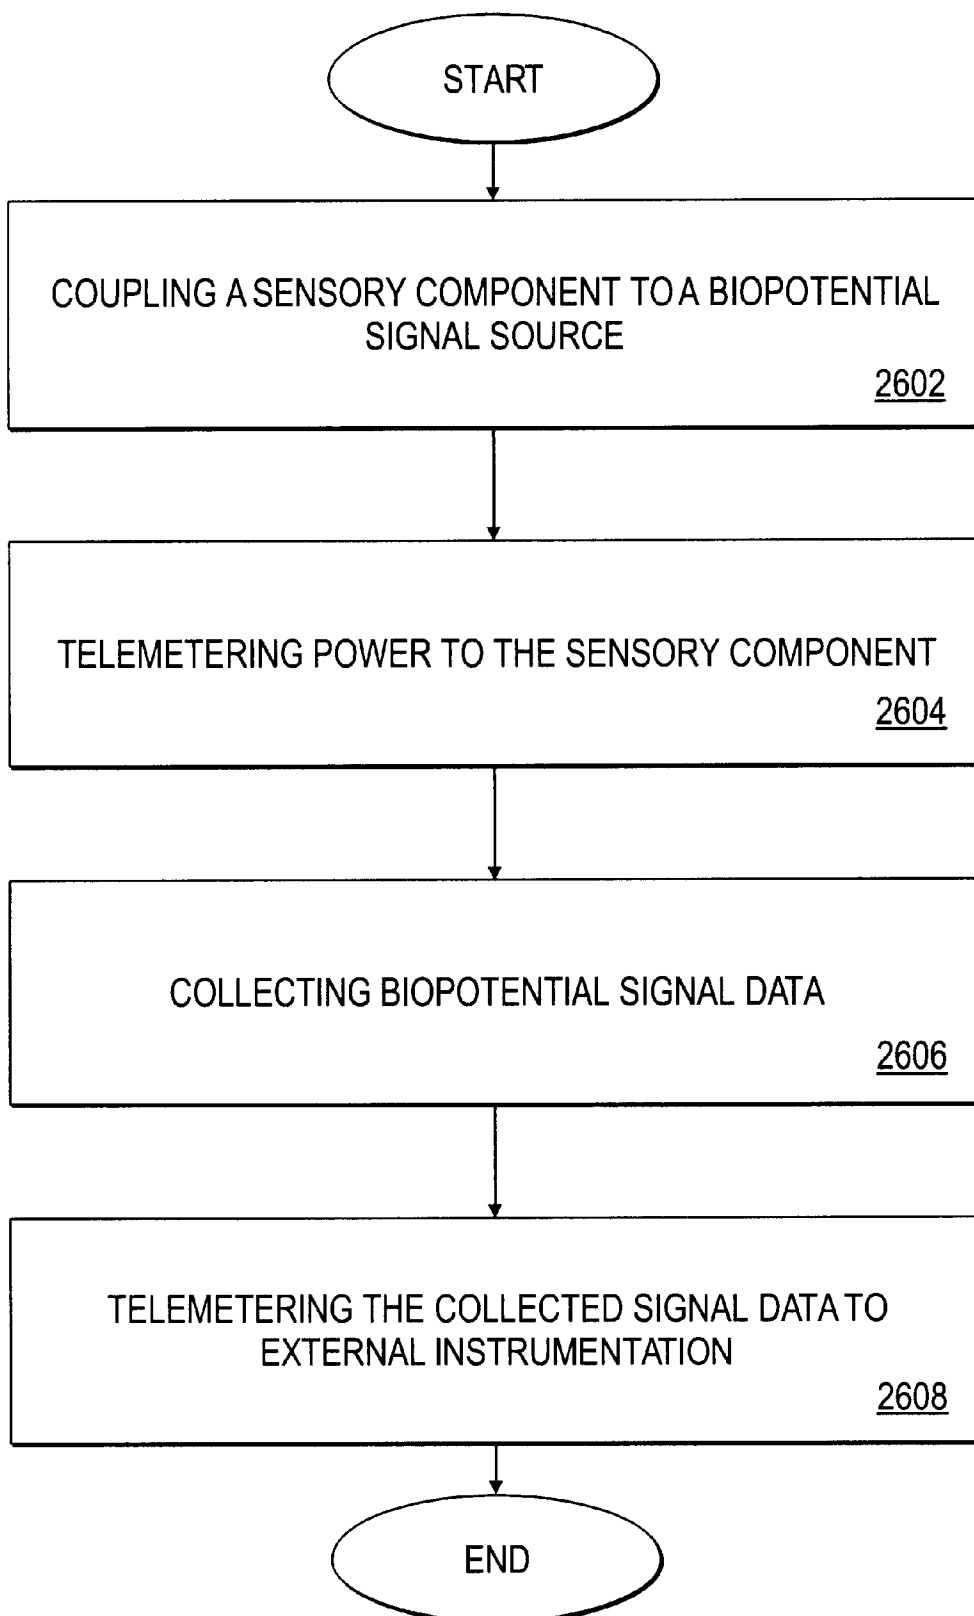 START
COUPLING A SENSORY COMPONENT TO A BIOPOTENTIAL
SIGNAL SOURCE
2602
TELEMETERING POWER TO THE SENSORY COMPONENT
2604
COLLECTING BIOPOTENTIAL SIGNAL DATA
2606
TELEMETERING THE COLLECTED SIGNAL DATA TO
EXTERNAL INSTRUMENTATION
2608
END